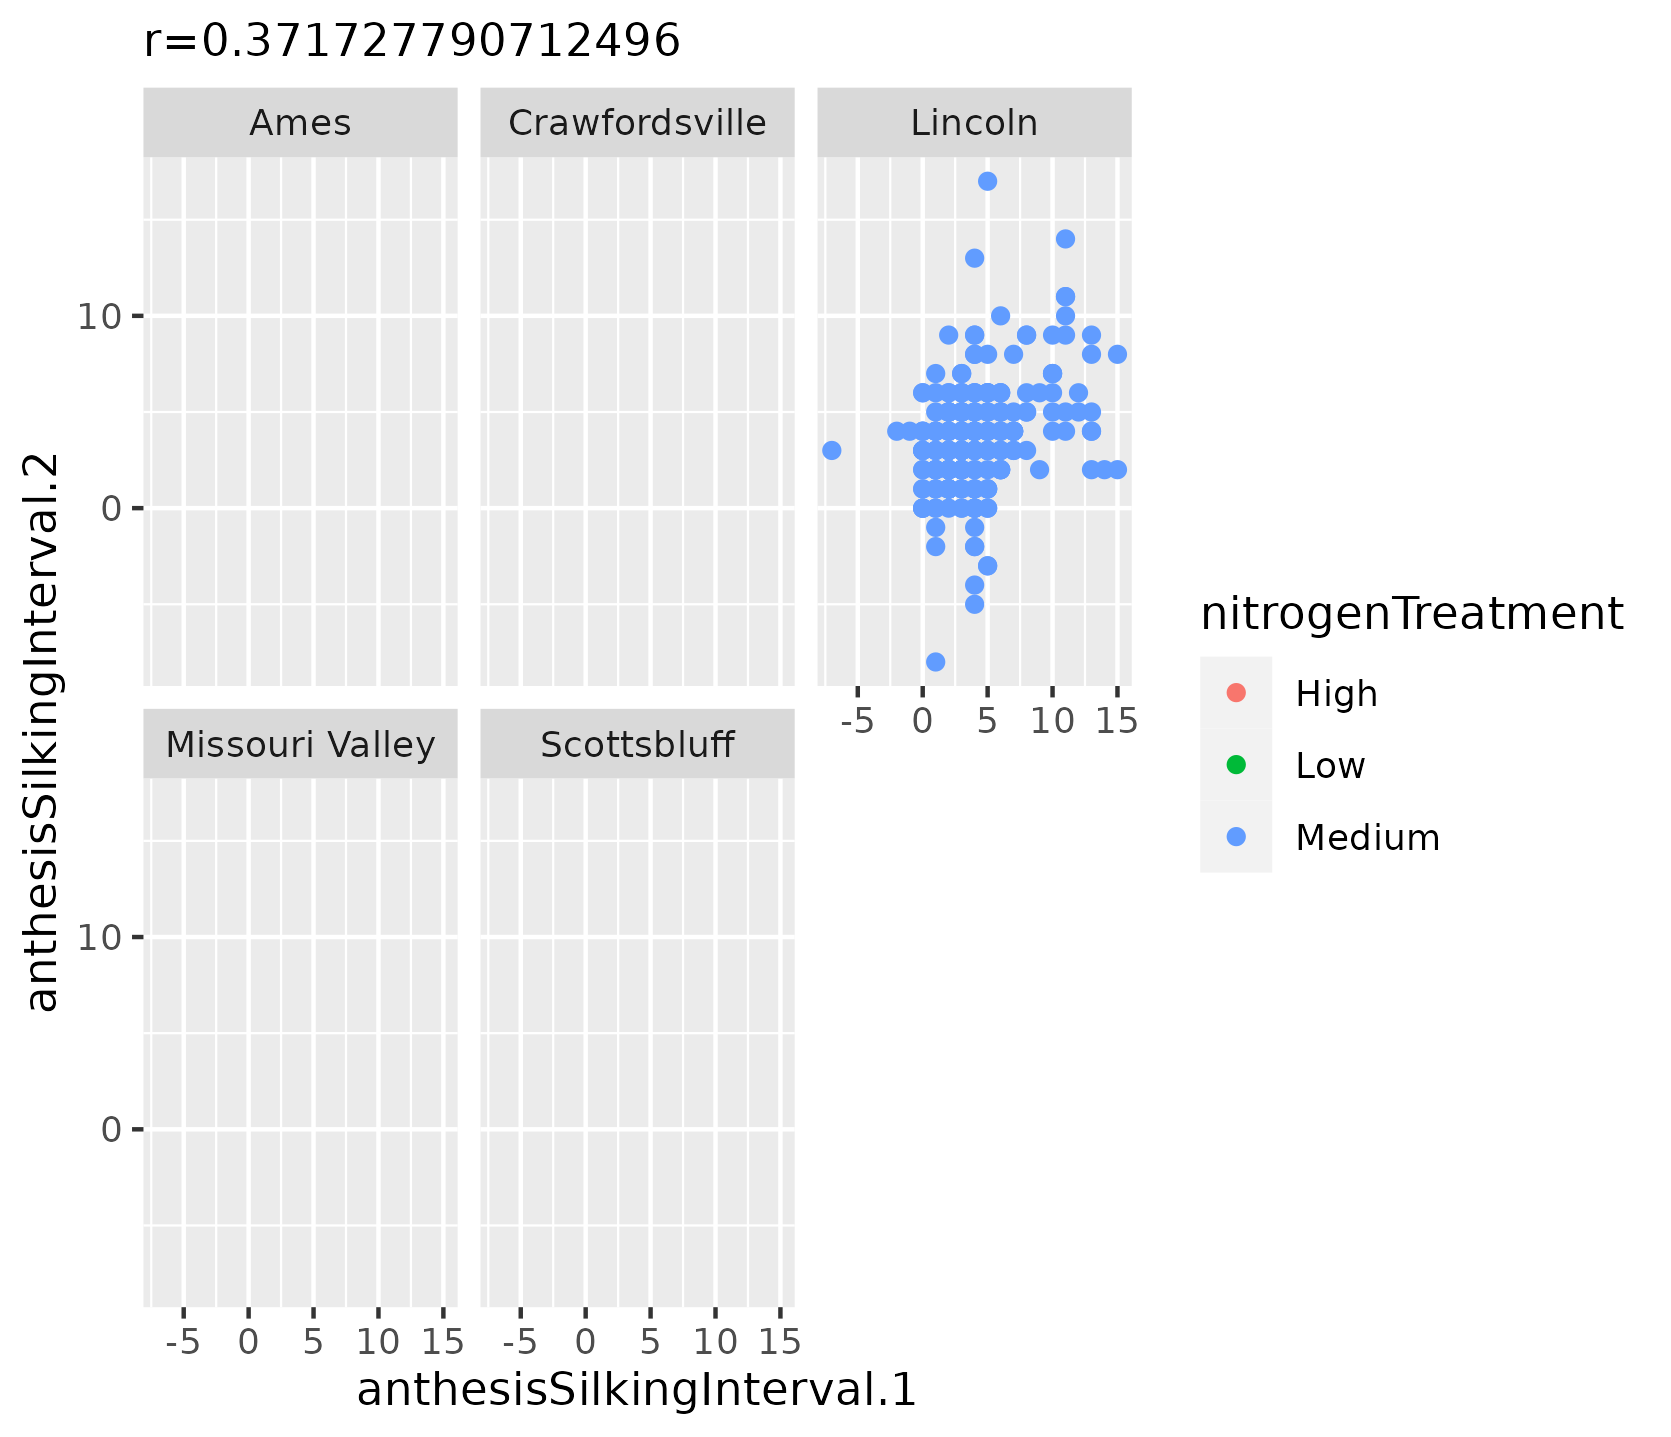 r=0.371727790712496
Ames
Crawfordsville
Lincoln
10
0
-5 0 5 10 15
Missouri Valley
Scottsbluff
10
0
-5 0 5 10 15
-5 0 5 10 15
anthesisSilkingInterval.1
anthesisSilkingInterval.2
nitrogenTreatment
High
Low
Medium